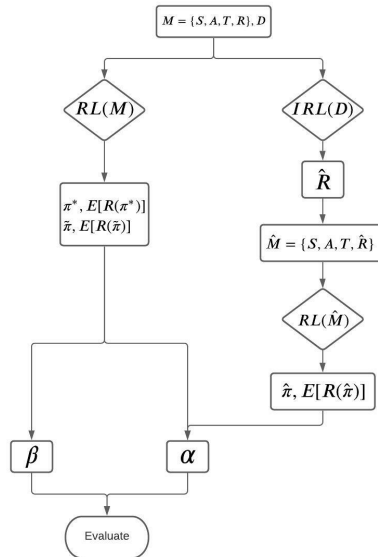 M = {S, A, T, R}, D
RL(M)
IRL(D)
R̂
π*, E[R(π*)]
π̃, E[R(π̃)]
M̂ = {S, A, T, R̂}
RL(M̂)
π̂, E[R(π̂)]
β
α
Evaluate